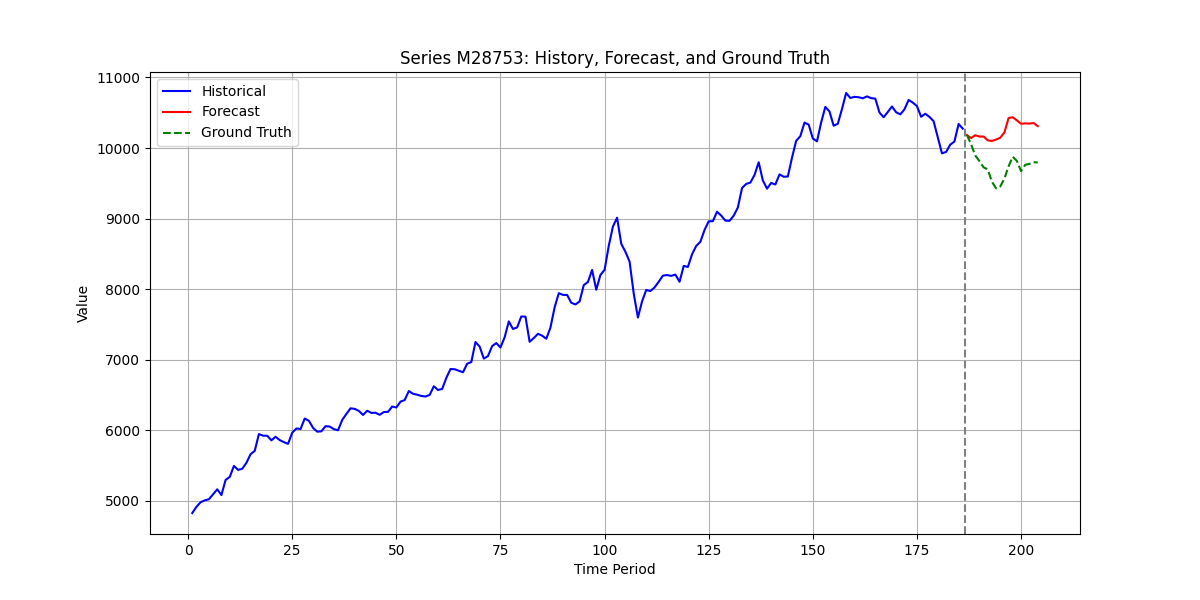 Series M28753: History, Forecast, and Ground Truth
11000
10000
9000
8000
7000
6000
5000
Value
Historical
Forecast
Ground Truth
0
25
50
75
100
125
150
175
200
Time Period